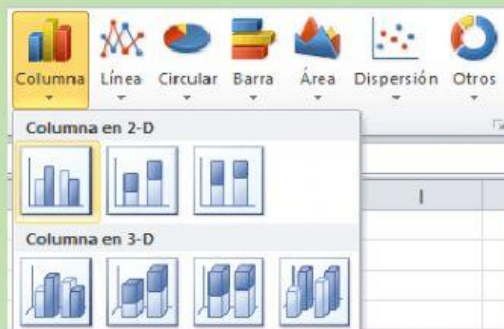 Columna Línea Circular Barra Área Dispersión Otros
Columna en 2-D
I
Columna en 3-D